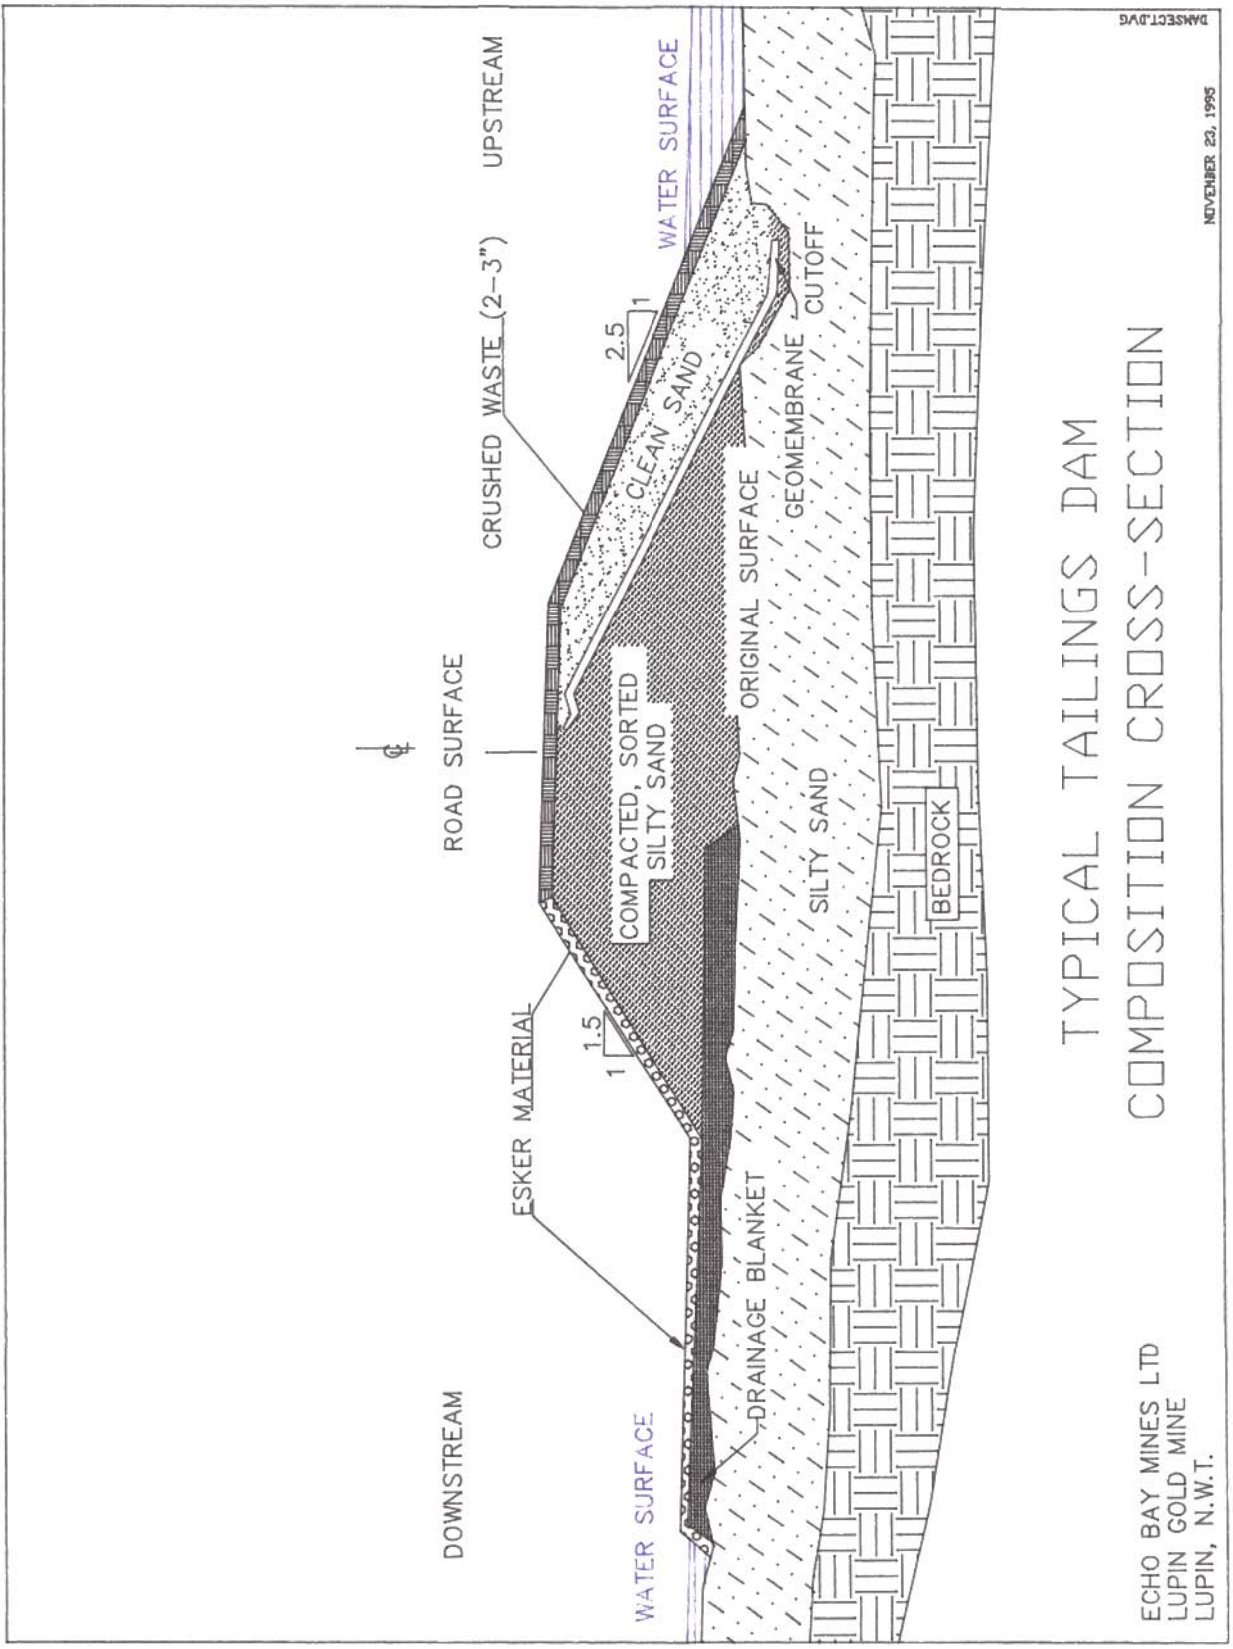 DOWNSTREAM
ROAD SURFACE
UPSTREAM
℄
ESKER MATERIAL
CRUSHED WASTE (2-3")
1
1.5
2.5
1
WATER SURFACE
WATER SURFACE
COMPACTED, SORTED
SILTY SAND
CLEAN SAND
DRAINAGE BLANKET
ORIGINAL SURFACE
GEOMEMBRANE
CUTOFF
SILTY SAND
BEDROCK
TYPICAL TAILINGS DAM
COMPOSITION CROSS-SECTION
ECHO BAY MINES LTD
LUPIN GOLD MINE
LUPIN, N.W.T.
NOVEMBER 23, 1995
DAMSECT.DWG